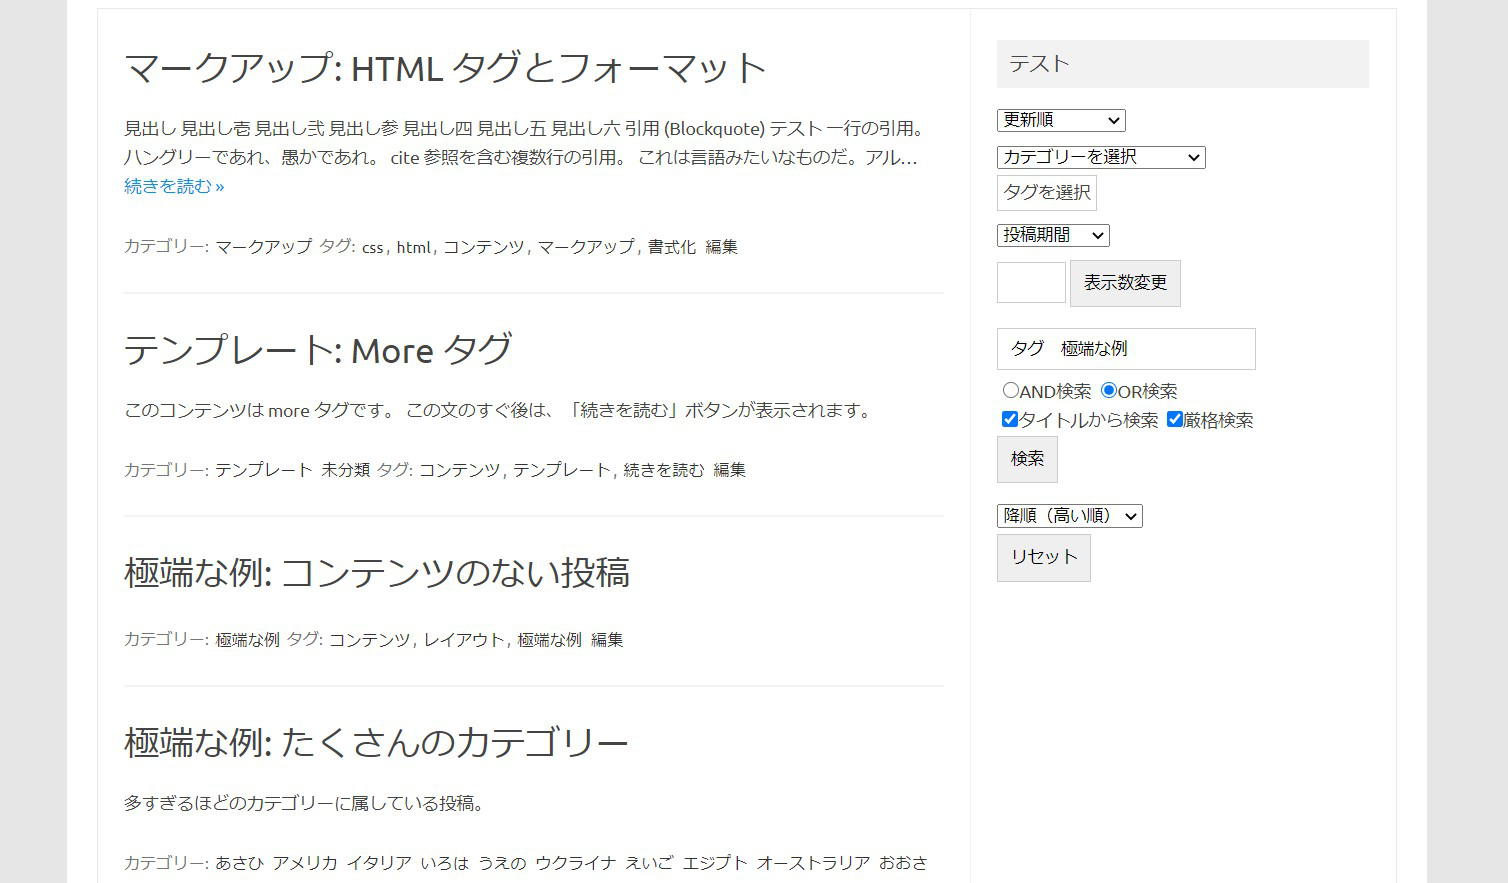 マークアップ: HTML タグとフォーマット
見出し 見出し壱 見出し弐 見出し参 見出し四 見出し五 見出し六 引用 (Blockquote) テスト 一行の引用。
ハングリーであれ、愚かであれ。 cite 参照を含む複数行の引用。 これは言語みたいなものだ。アル…
続きを読む »
カテゴリー: マークアップ タグ: css, html, コンテンツ, マークアップ, 書式化 編集
テンプレート: More タグ
このコンテンツは more タグです。 この文のすぐ後は、「続きを読む」ボタンが表示されます。
カテゴリー: テンプレート 未分類 タグ: コンテンツ, テンプレート, 続きを読む 編集
極端な例: コンテンツのない投稿
カテゴリー: 極端な例 タグ: コンテンツ, レイアウト, 極端な例 編集
極端な例: たくさんのカテゴリー
多すぎるほどのカテゴリーに属している投稿。
カテゴリー: あさひ アメリカ イタリア いろは うえの ウクライナ えいご エジプト オーストラリア おおさ
テスト
更新順
カテゴリーを選択
タグを選択
投稿期間
表示数変更
タグ 極端な例
AND検索 OR検索
タイトルから検索 厳格検索
検索
降順（高い順）
リセット